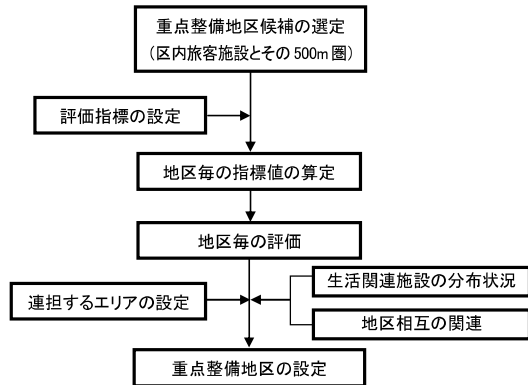 重点整備地区候補の選定
(区内旅客施設とその500m圏)
評価指標の設定
地区毎の指標値の算定
地区毎の評価
生活関連施設の分布状況
連担するエリアの設定
地区相互の関連
重点整備地区の設定